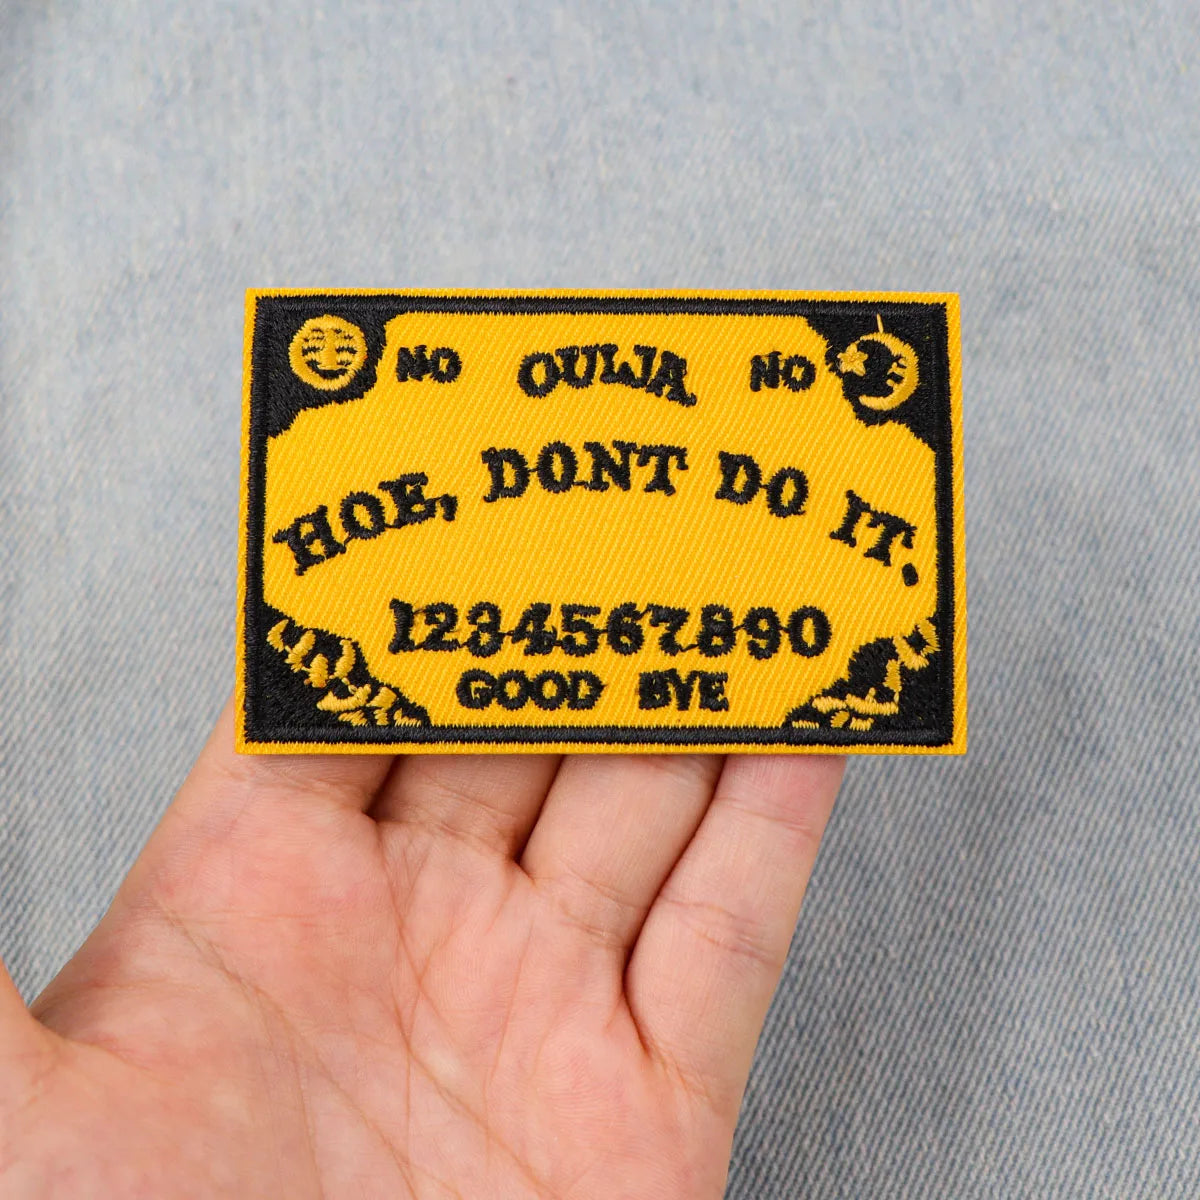 NO OUIJA NO
HOE, DONT DO IT.
1234567890
GOOD BYE